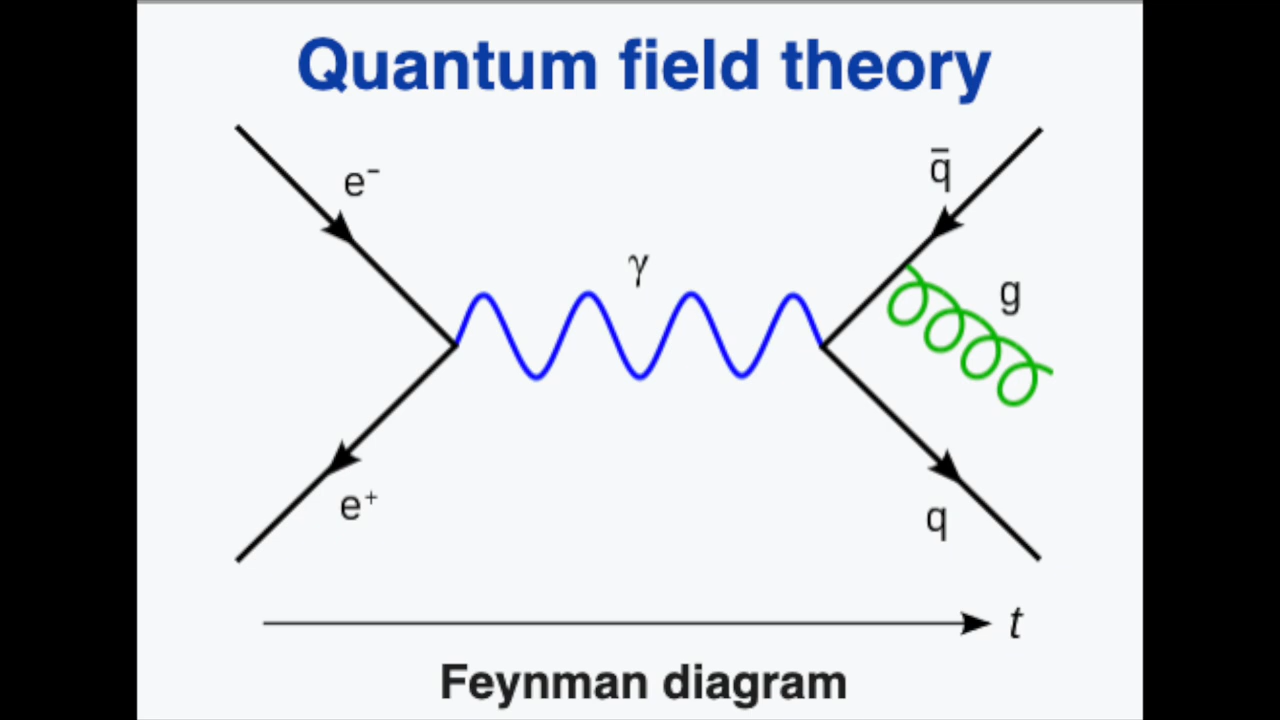 Quantum field theory
e⁻
q̄
γ
g
e⁺
q
t
Feynman diagram